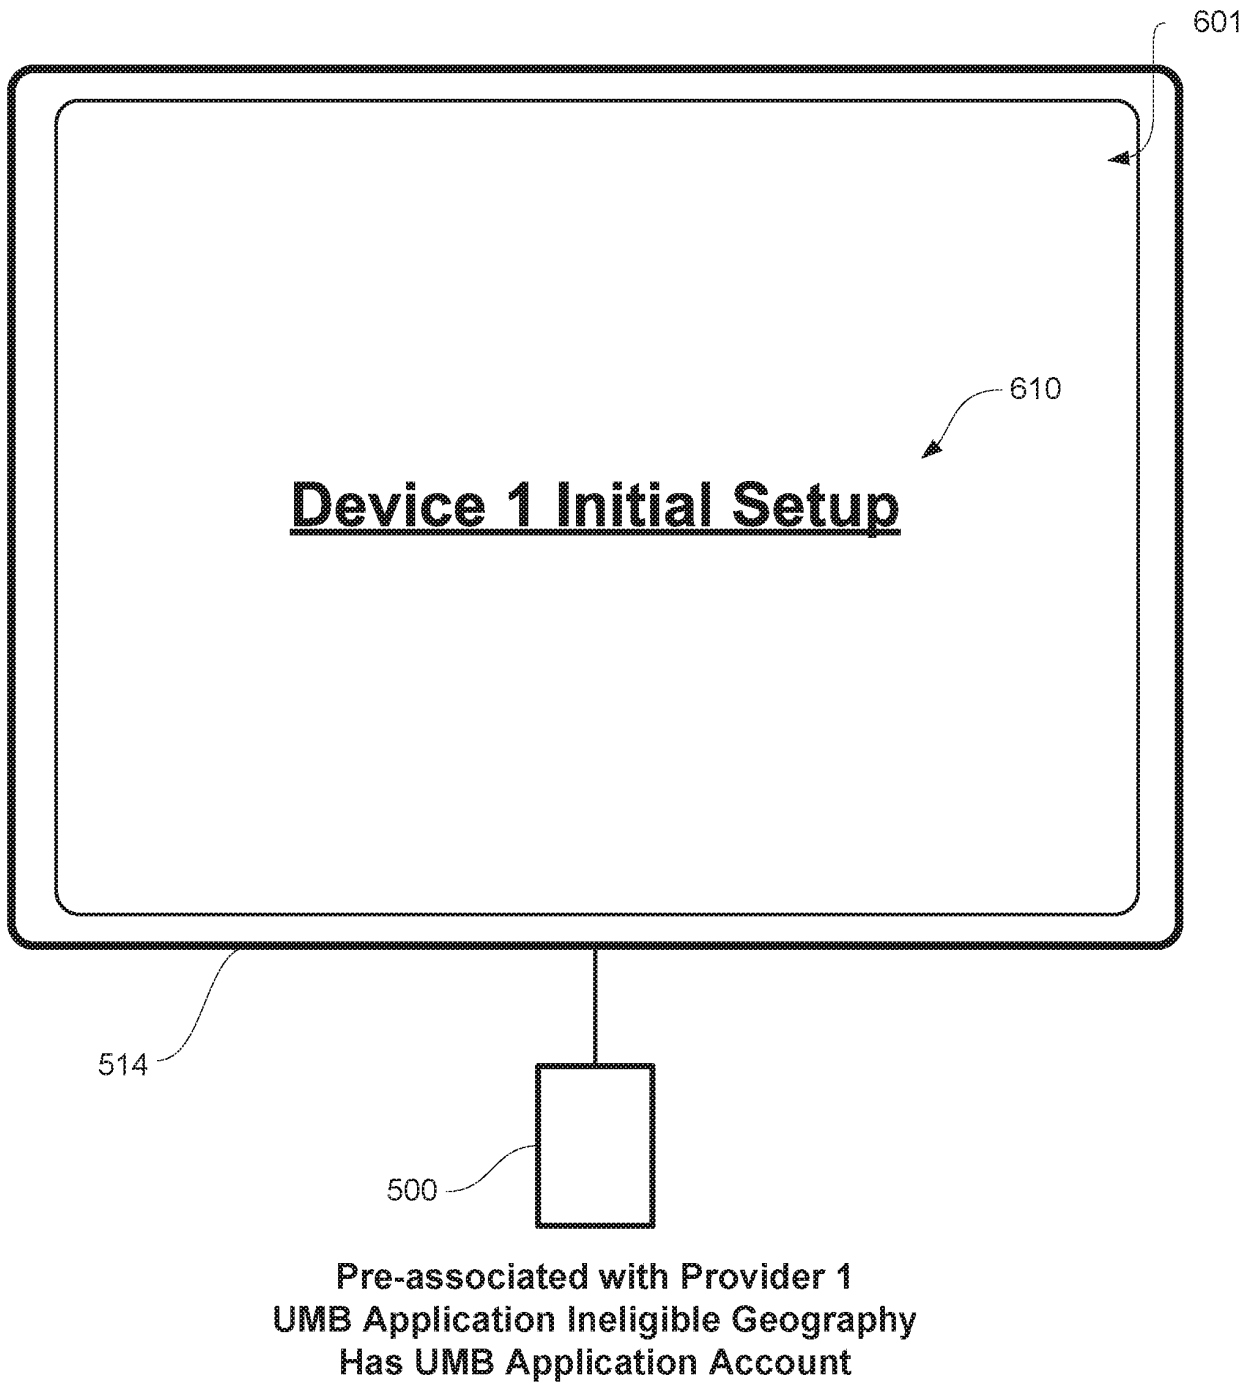 601
610
Device 1 Initial Setup
514
500
Pre-associated with Provider 1
UMB Application Ineligible Geography
Has UMB Application Account